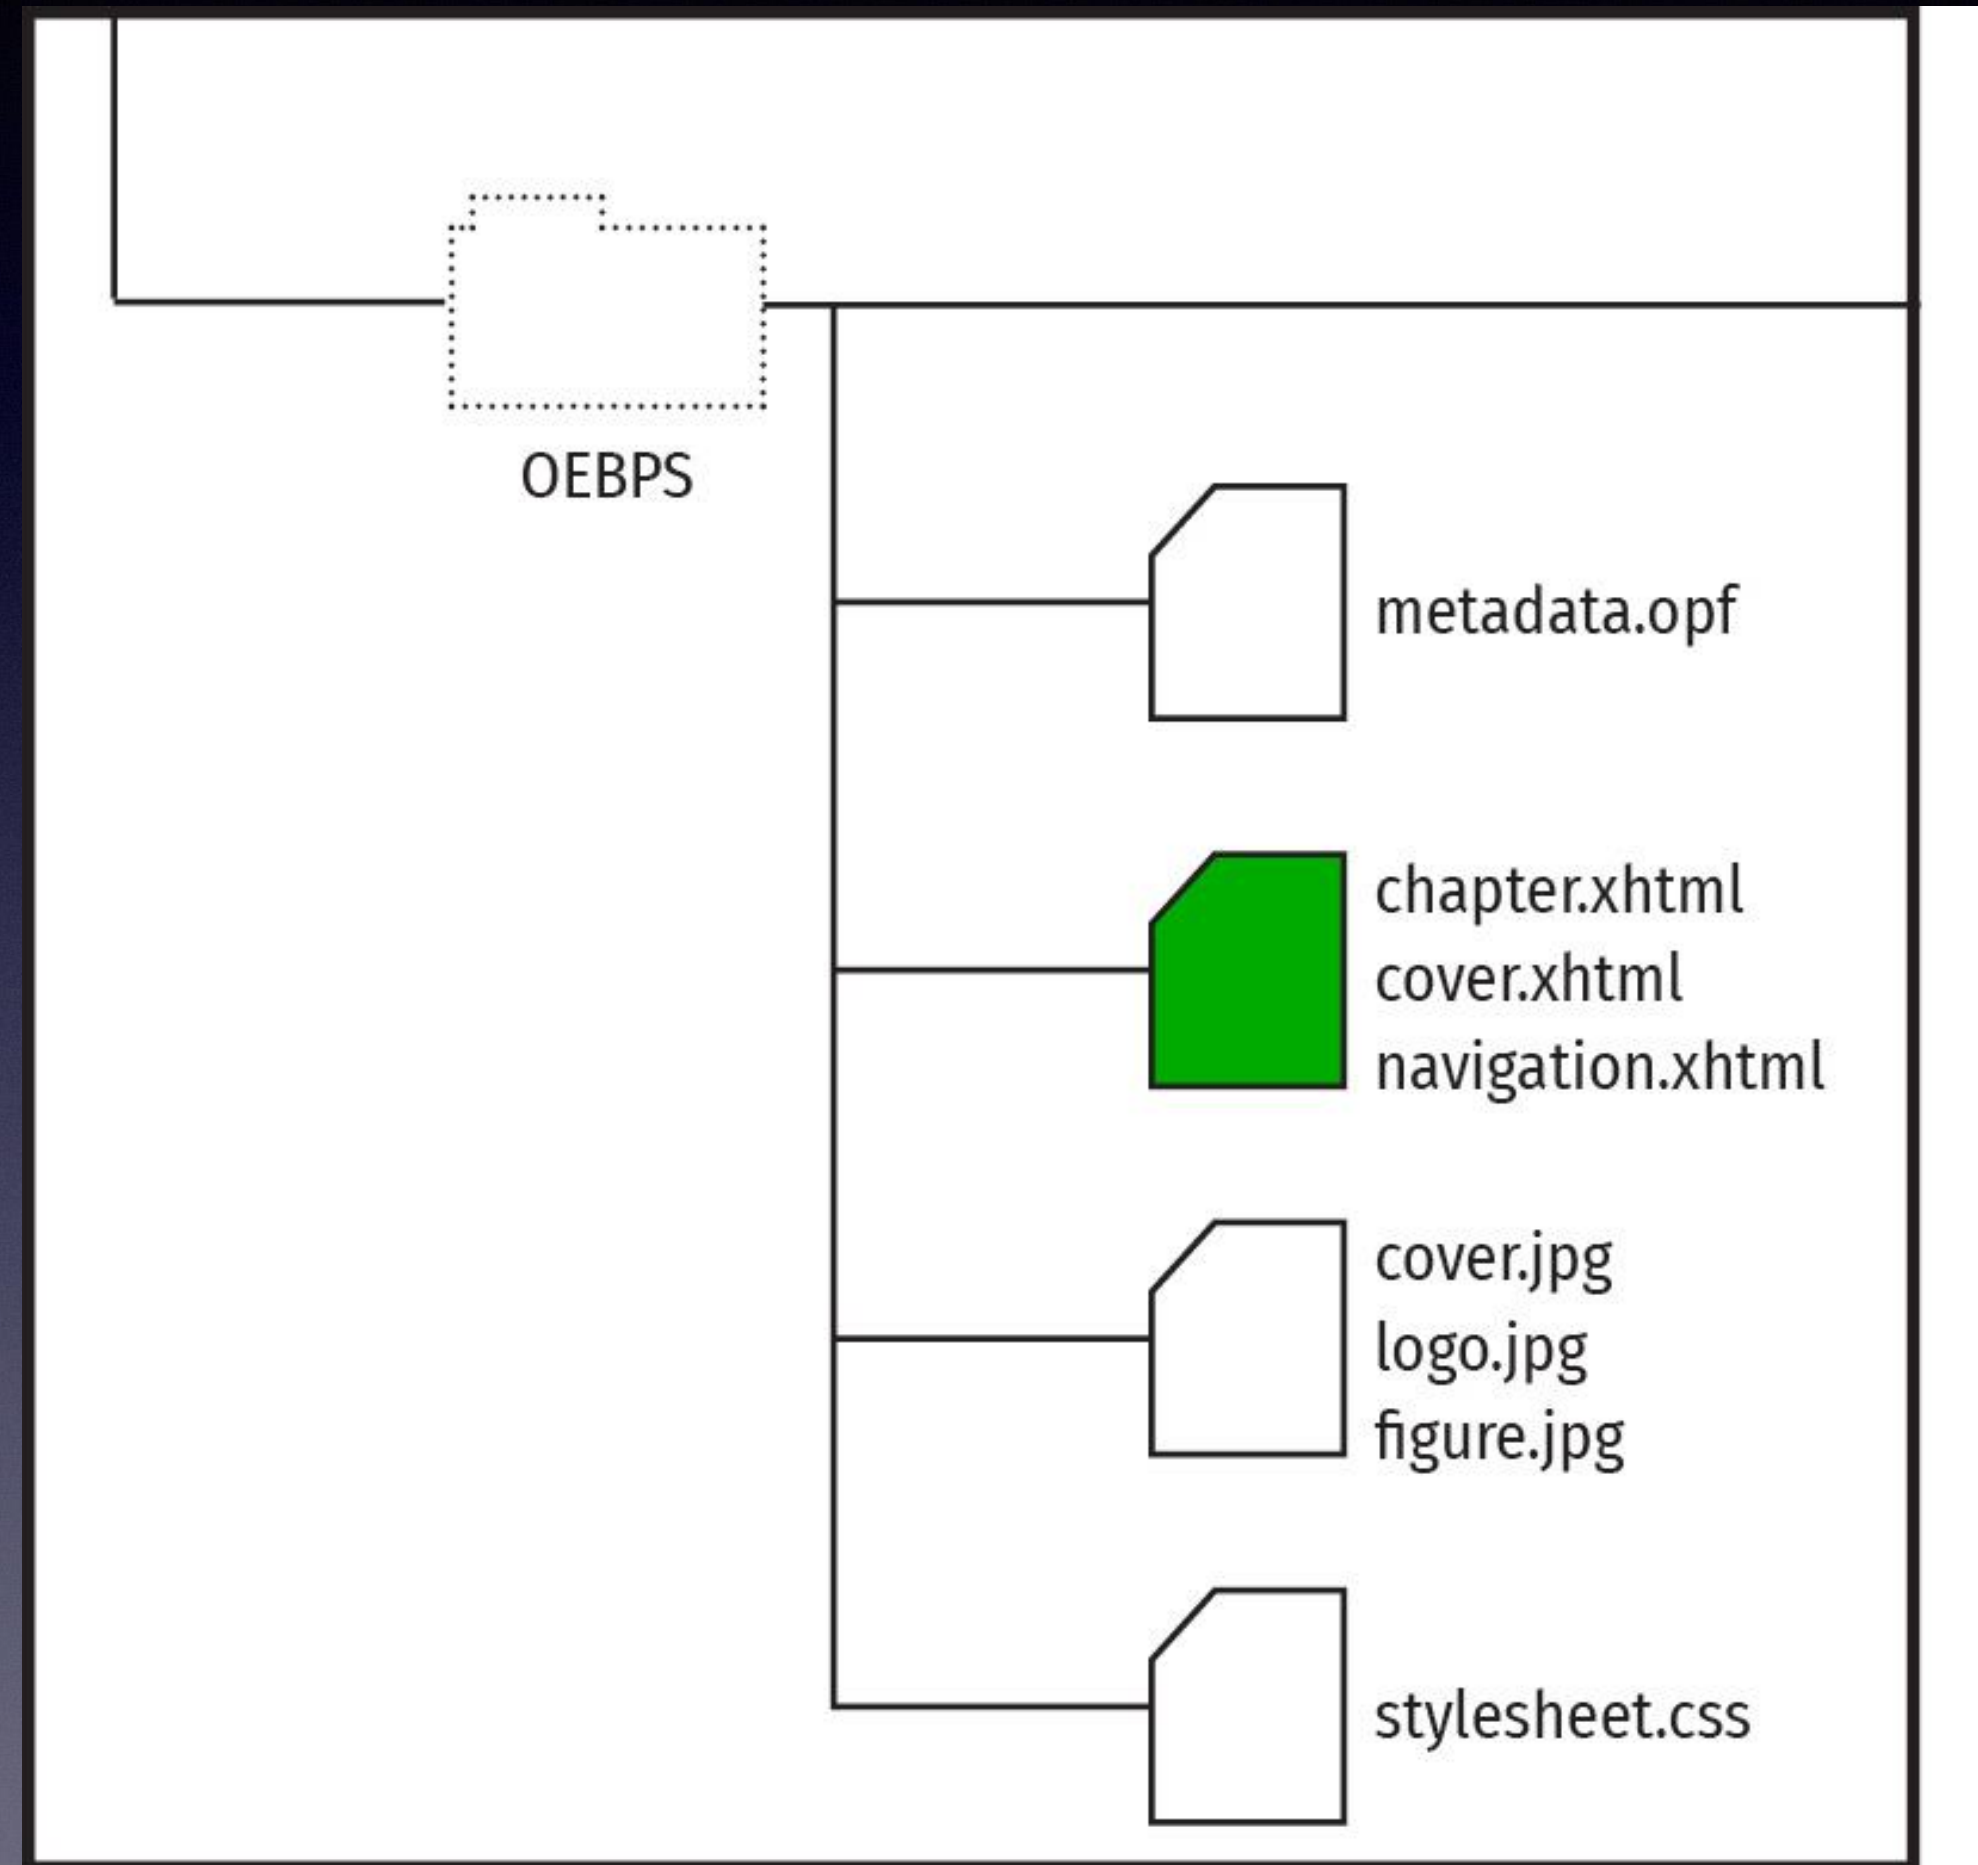 OEBPS
metadata.opf
chapter.xhtml
cover.xhtml
navigation.xhtml
cover.jpg
logo.jpg
figure.jpg
stylesheet.css